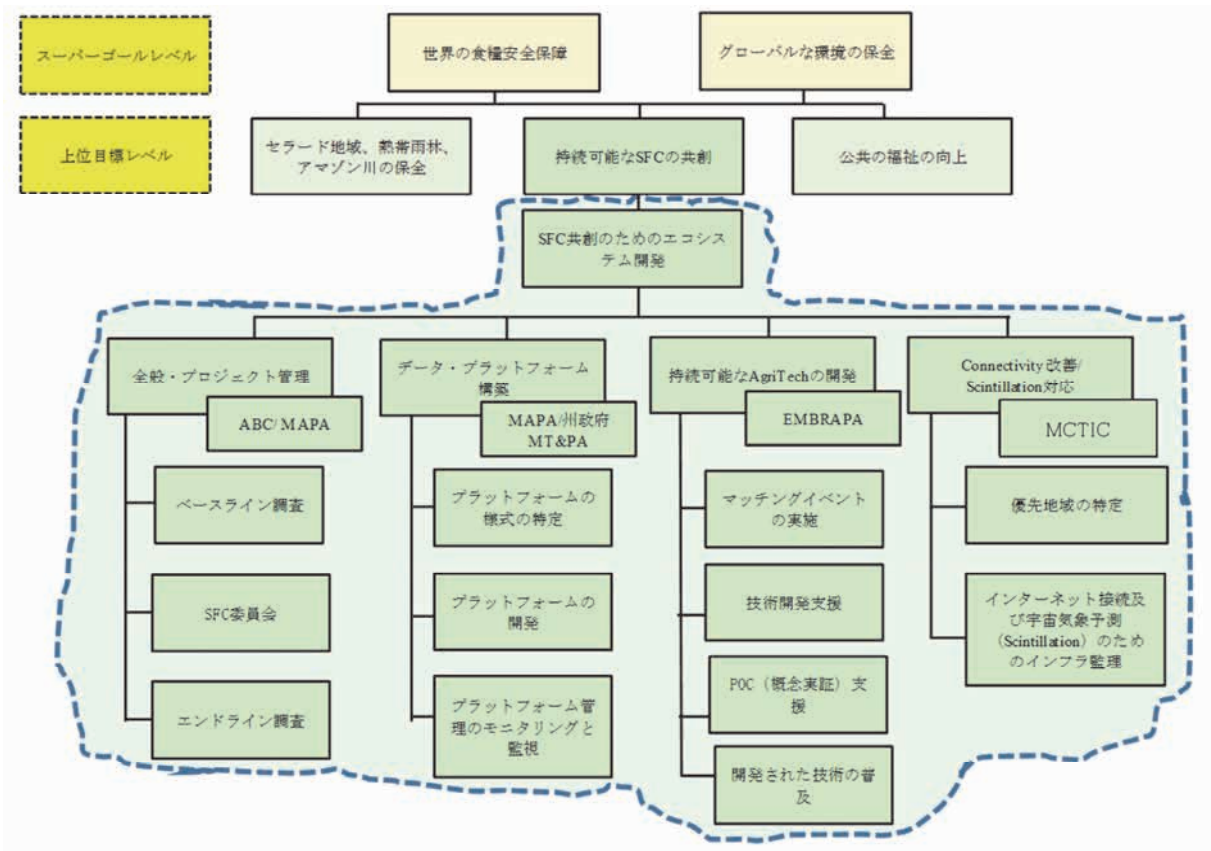 スーパーゴールレベル
世界の食糧安全保障
グローバルな環境の保全
上位目標レベル
セラード地域、熱帯雨林、
アマゾン川の保全
持続可能なSFCの共創
公共の福祉の向上
SFC共創のためのエコシス
テム開発
全般・プロジェクト管理
ABC/ MAPA
ベースライン調査
SFC委員会
エンドライン調査
データ・プラットフォーム
構築
MAPA/州政府
MT&PA
プラットフォームの
様式の特定
プラットフォームの
開発
プラットフォーム管
理のモニタリングと
監視
持続可能なAgriTechの開発
EMBRAPA
マッチングイベント
の実施
技術開発支援
POC（概念実証）支
援
開発された技術の普
及
Connectivity 改善/
Scintillation対応
MCTIC
優先地域の特定
インターネット接続及
び宇宙気象予測
（Scintillation）のため
のインフラ監理